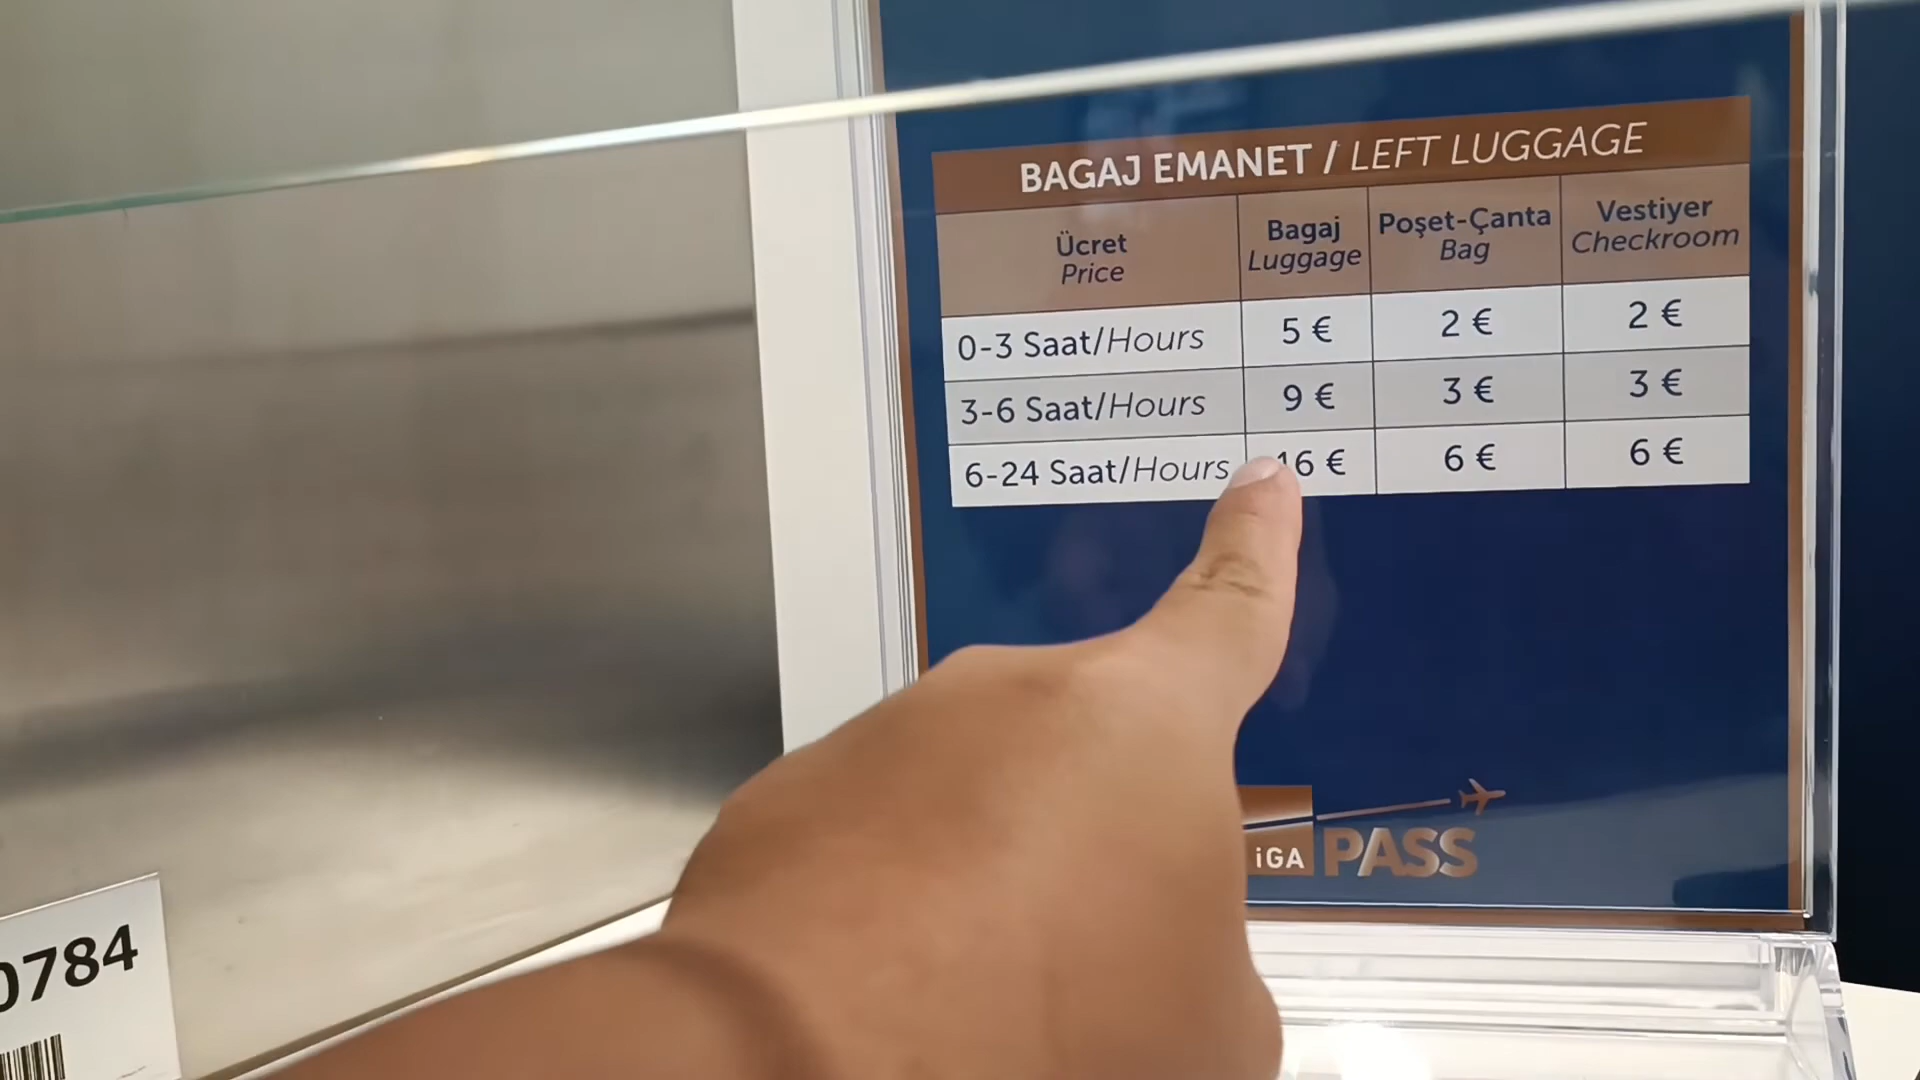 BAGAJ EMANET / LEFT LUGGAGE
Ücret
Price
Bagaj
Luggage
Poşet-Çanta
Bag
Vestiyer
Checkroom
0-3 Saat/Hours 5 € 2 € 2 €
3-6 Saat/Hours 9 € 3 € 3 €
6-24 Saat/Hours 16 € 6 € 6 €
iGA PASS
0784